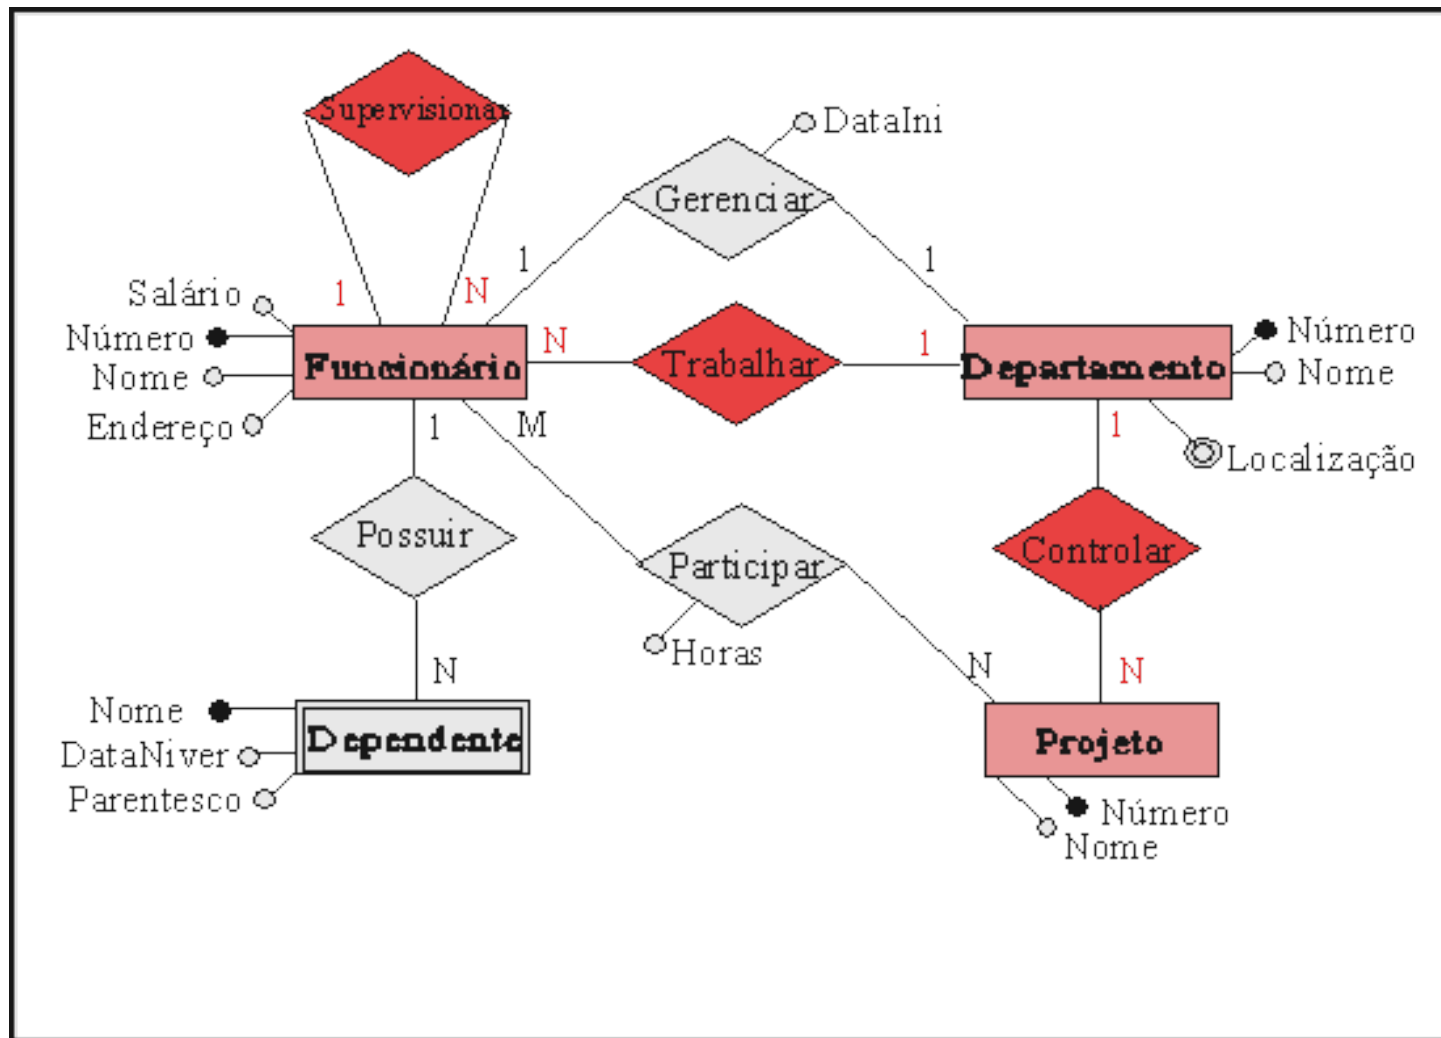 Supervisionar
DataIni
Gerenciar
1
1
Salário
1
N
Número
Nome
Endereço
Funcionário
N
Trabalhar
1
Departamento
Número
Nome
Localização
1
M
1
Possuir
Participar
Horas
Controlar
N
N
N
Nome
DataNiver
Parentesco
Dependente
Projeto
Número
Nome